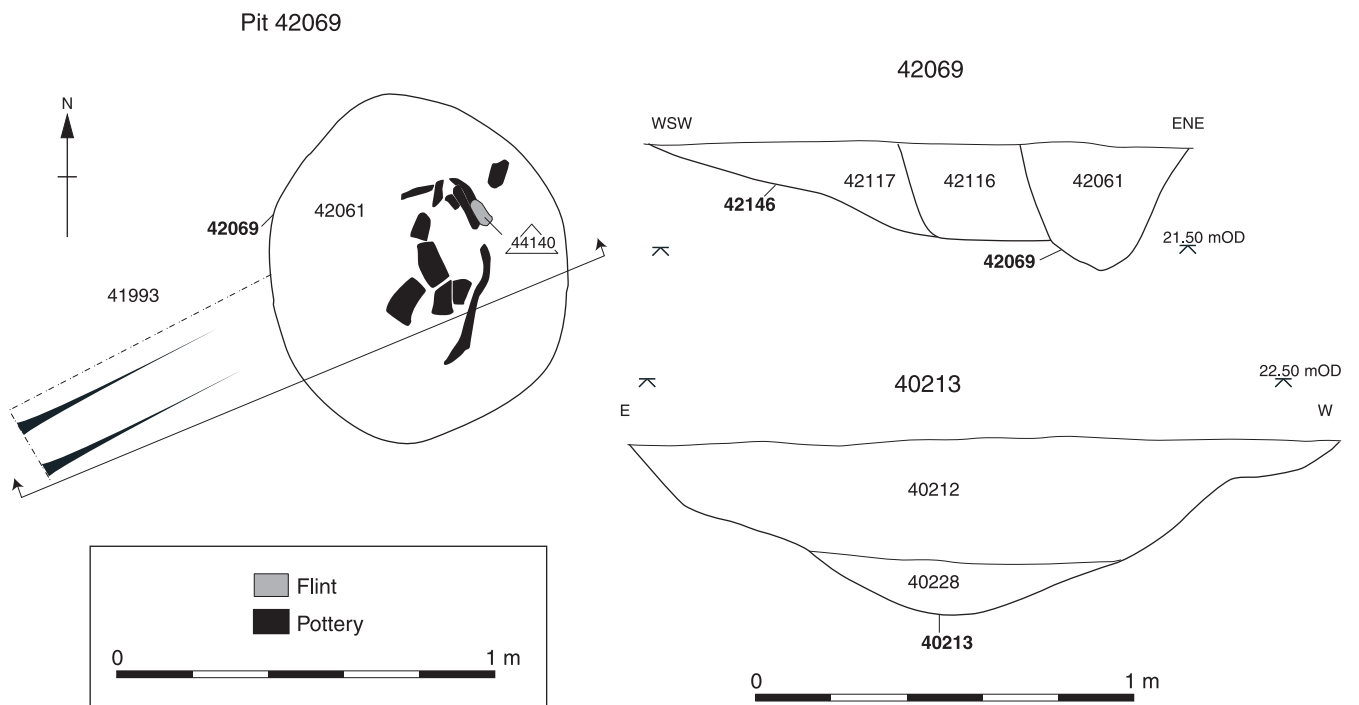 Pit 42069
N
42061
42069
44140
41993
Flint
Pottery
0 1 m
42069
WSW ENE
42117 42116 42061
42146
42069
21.50 mOD
40213
22.50 mOD
E W
40212
40228
40213
0 1 m